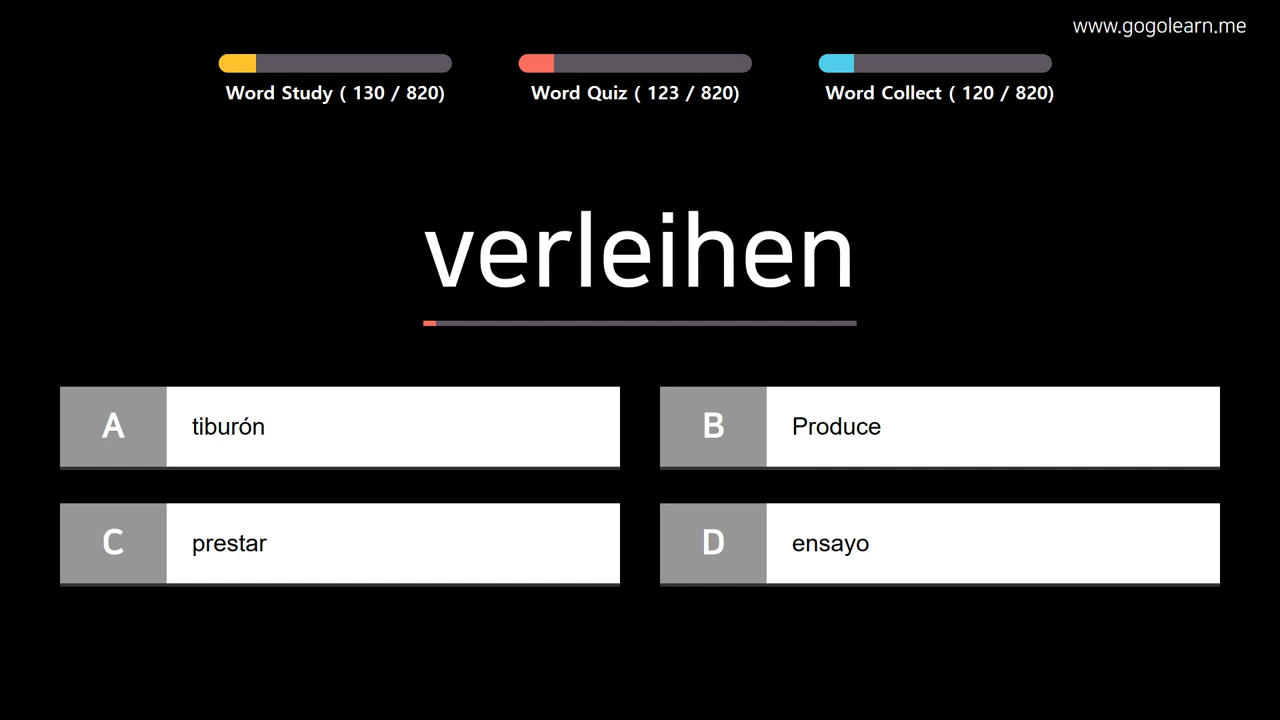 www.gogolearn.me
Word Study ( 130 / 820)
Word Quiz ( 123 / 820)
Word Collect ( 120 / 820)
verleihen
A tiburón
B Produce
C prestar
D ensayo